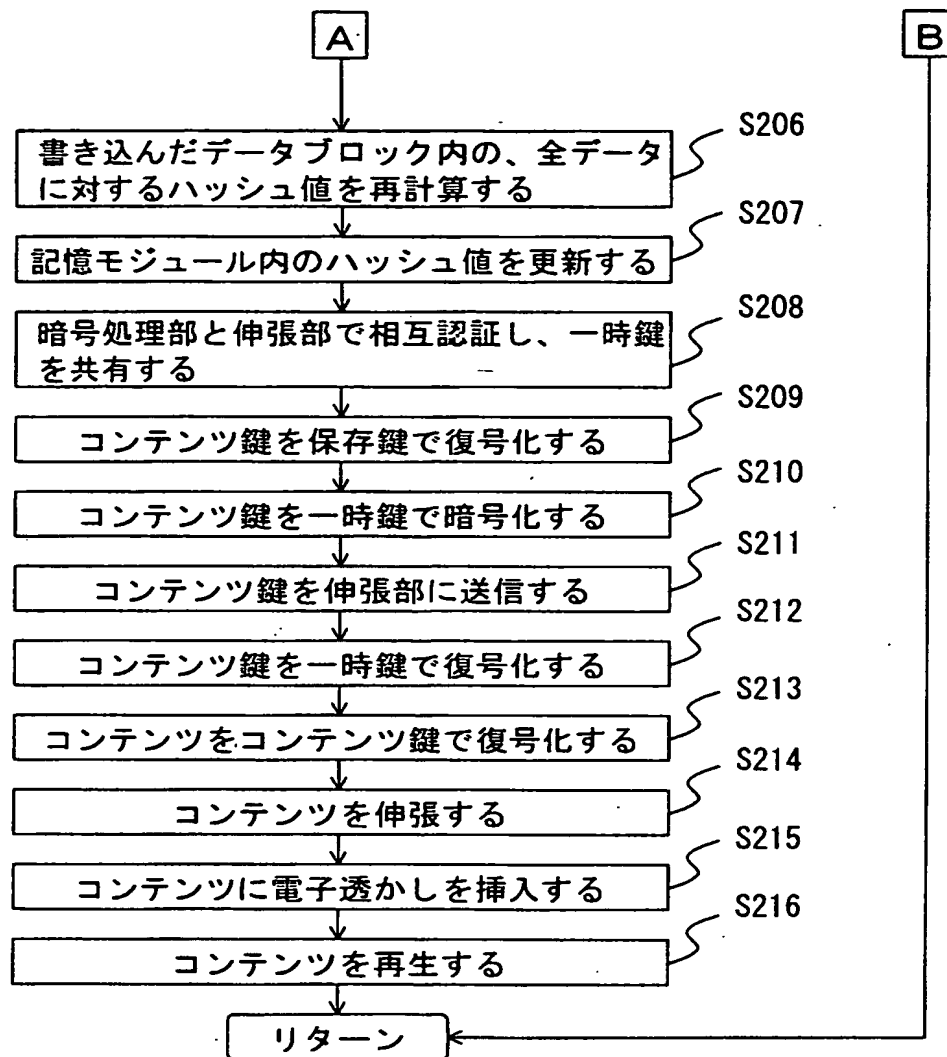 A
B
S206
書き込んだデータブロック内の、全データ
に対するハッシュ値を再計算する
S207
記憶モジュール内のハッシュ値を更新する
S208
暗号処理部と伸張部で相互認証し、一時鍵
を共有する
S209
コンテンツ鍵を保存鍵で復号化する
S210
コンテンツ鍵を一時鍵で暗号化する
S211
コンテンツ鍵を伸張部に送信する
S212
コンテンツ鍵を一時鍵で復号化する
S213
コンテンツをコンテンツ鍵で復号化する
S214
コンテンツを伸張する
S215
コンテンツに電子透かしを挿入する
S216
コンテンツを再生する
リターン